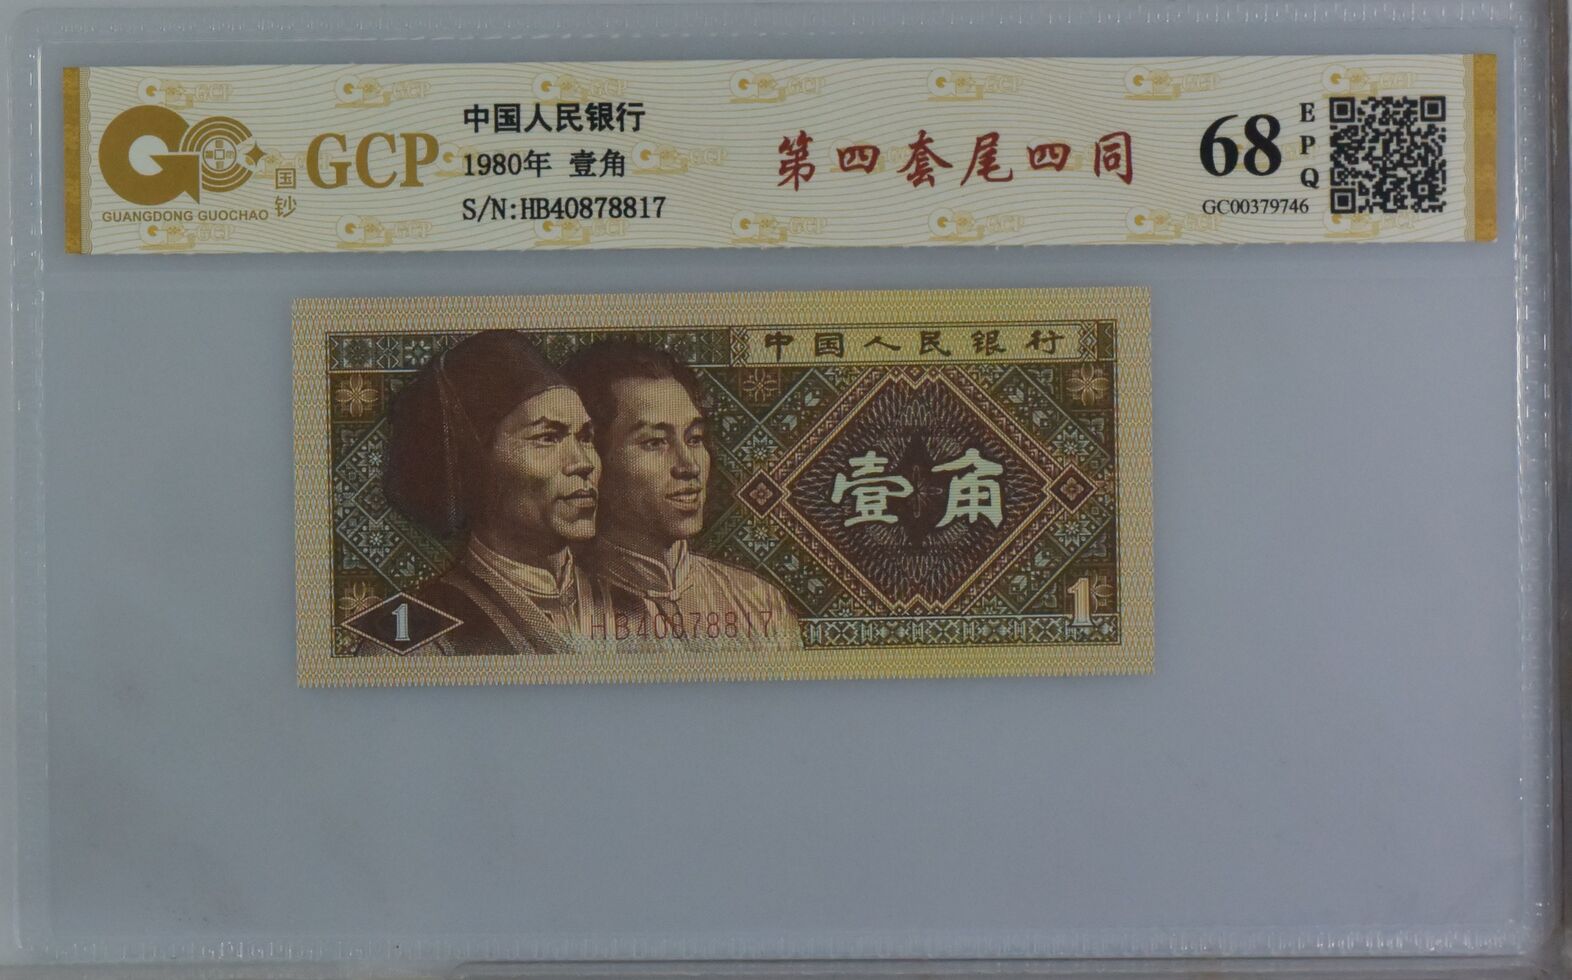 GUANGDONG GUOCHAO
国钞
GCP
中国人民银行
1980年 壹角
S/N:HB40878817
第四套尾四同
68
EPQ
GC00379746
中国人民银行
壹角
1
1
HB40878817